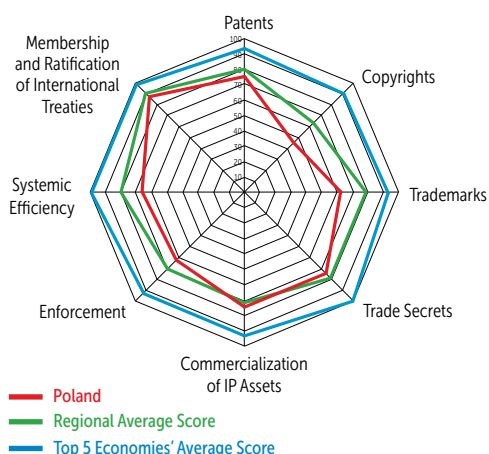 Patents
Membership
and Ratification
of International
Treaties
Copyrights
100
90
80
70
60
50
40
30
20
10
Systemic
Efficiency
Trademarks
Enforcement
Trade Secrets
Commercialization
of IP Assets
Poland
Regional Average Score
Top 5 Economies' Average Score